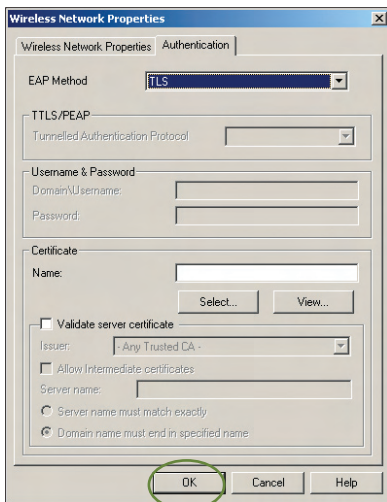 Wireless Network Properties
Wireless Network Properties Authentication
EAP Method TLS
TTLS/PEAP
Tunnelled Authentication Protocol
Username & Password
Domain\Username:
Password:
Certificate
Name:
Select... View...
Validate server certificate
Issuer: - Any Trusted CA -
Allow Intermediate certificates
Server name:
Server name must match exactly
Domain name must end in specified name
OK Cancel Help